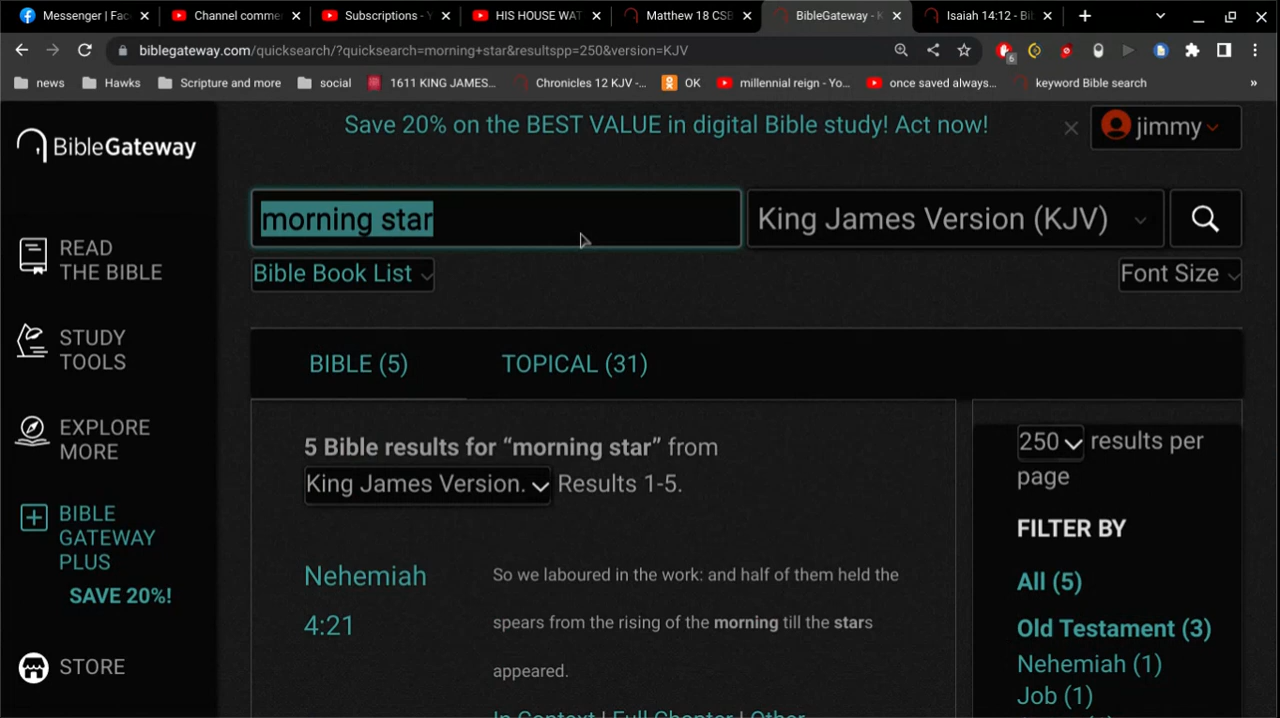 Messenger | Fac
Channel comme
Subscriptions - Y
HIS HOUSE WAT
Matthew 18 CSB
BibleGateway - K
Isaiah 14:12 - Bi
biblegateway.com/quicksearch/?quicksearch=morning+star&resultspp=250&version=KJV
6
news
Hawks
Scripture and more
social
1611 KING JAMES...
Chronicles 12 KJV -...
OK
millennial reign - Yo...
once saved always...
keyword Bible search
»
Save 20% on the BEST VALUE in digital Bible study! Act now!
jimmy
BibleGateway
morning star
King James Version (KJV)
READ
THE BIBLE
Bible Book List
Font Size
STUDY
TOOLS
BIBLE (5)
TOPICAL (31)
EXPLORE
MORE
5 Bible results for “morning star” from
King James Version. Results 1-5.
250 results per
page
BIBLE
GATEWAY
PLUS
SAVE 20%!
FILTER BY
All (5)
Old Testament (3)
Nehemiah (1)
Job (1)
Nehemiah
4:21
So we laboured in the work: and half of them held the
spears from the rising of the morning till the stars
appeared.
In Context | Full Chapter | Other
STORE